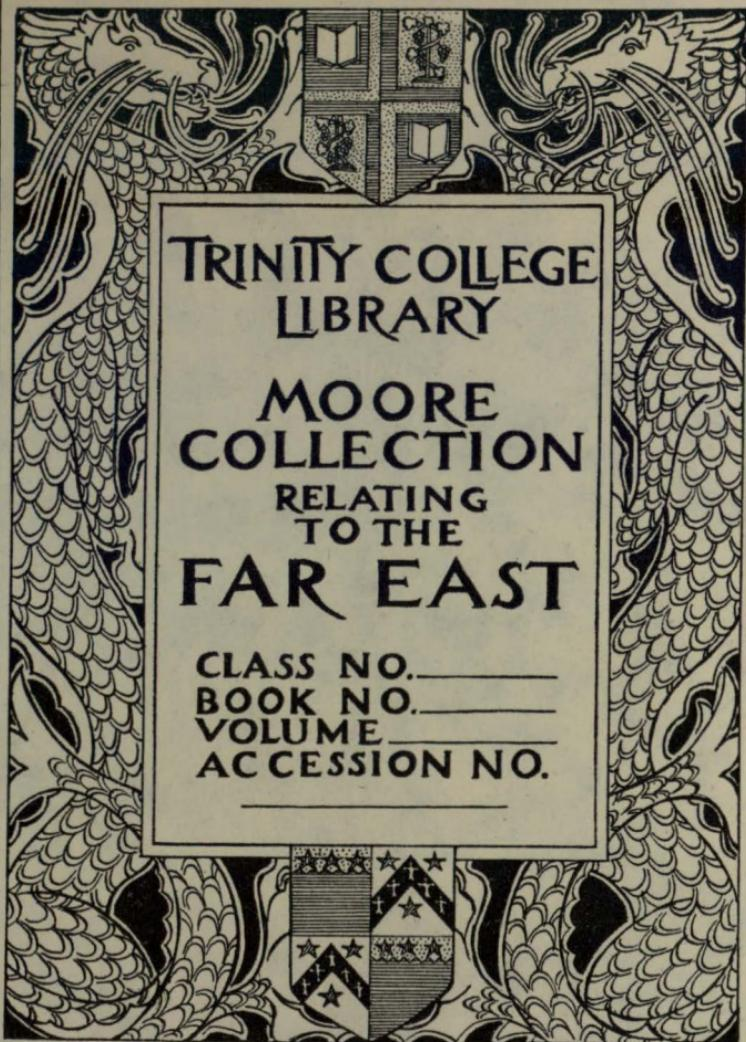 TRINITY COLLEGE
LIBRARY
MOORE
COLLECTION
RELATING
TO THE
FAR EAST
CLASS NO.
BOOK NO.
VOLUME
ACCESSION NO.